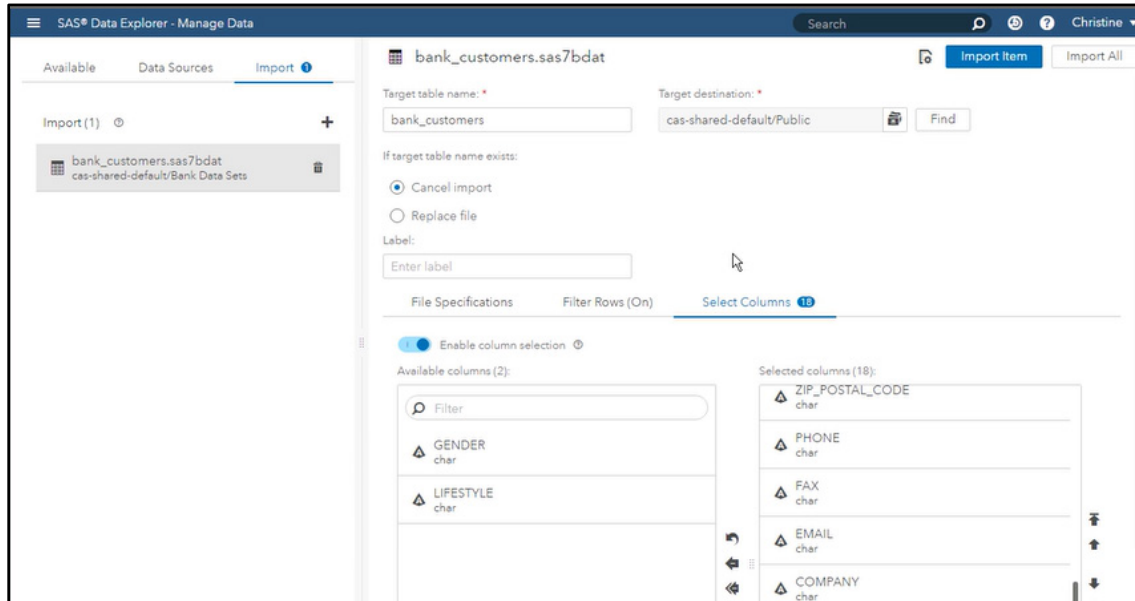 SAS® Data Explorer - Manage Data
Search
Christine
Available
Data Sources
Import 1
Import (1)
bank_customers.sas7bdat
cas-shared-default/Bank Data Sets
bank_customers.sas7bdat
Import Item
Import All
Target table name: *
Target destination: *
bank_customers
cas-shared-default/Public
Find
If target table name exists:
Cancel import
Replace file
Label:
Enter label
File Specifications
Filter Rows (On)
Select Columns 18
Enable column selection
Available columns (2):
Selected columns (18):
Filter
GENDER
char
LIFESTYLE
char
ZIP_POSTAL_CODE
char
PHONE
char
FAX
char
EMAIL
char
COMPANY
char